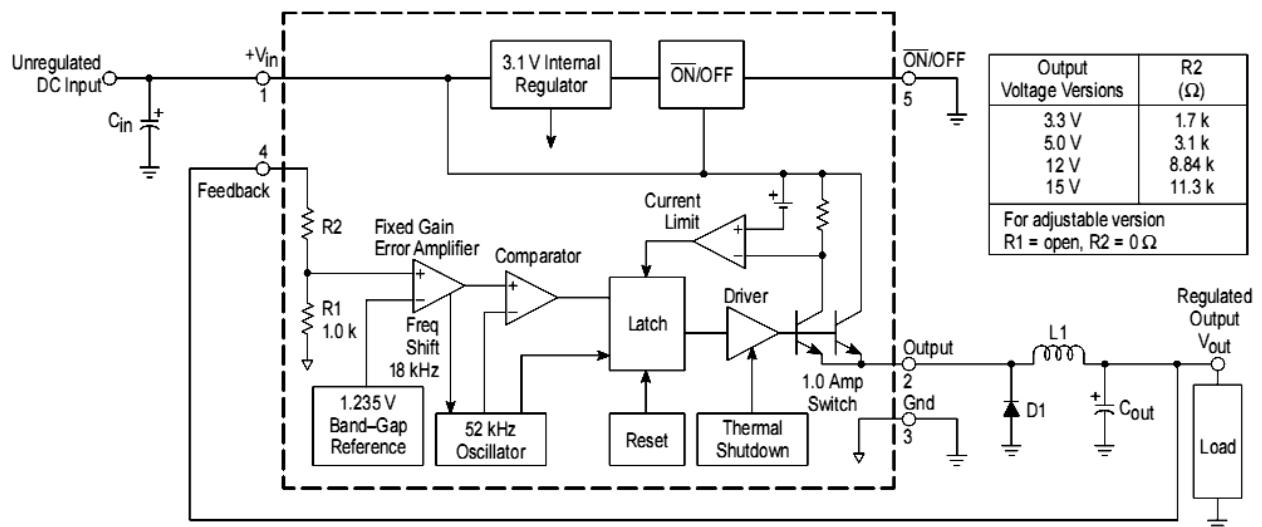 Unregulated
DC Input
Cin
+
+Vin
1
3.1 V Internal
Regulator
ON/OFF
ON/OFF
5
Output
Voltage Versions
R2
(Ω)
3.3 V
1.7 k
5.0 V
3.1 k
12 V
8.84 k
15 V
11.3 k
For adjustable version
R1 = open, R2 = 0 Ω
4
Feedback
R2
R1
1.0 k
Fixed Gain
Error Amplifier
+
–
Freq
Shift
18 kHz
Comparator
+
–
Current
Limit
+
–
+
Latch
Driver
1.0 Amp
Switch
Output
2
Gnd
3
1.235 V
Band–Gap
Reference
52 kHz
Oscillator
Reset
Thermal
Shutdown
L1
D1
+
Cout
Regulated
Output
Vout
Load